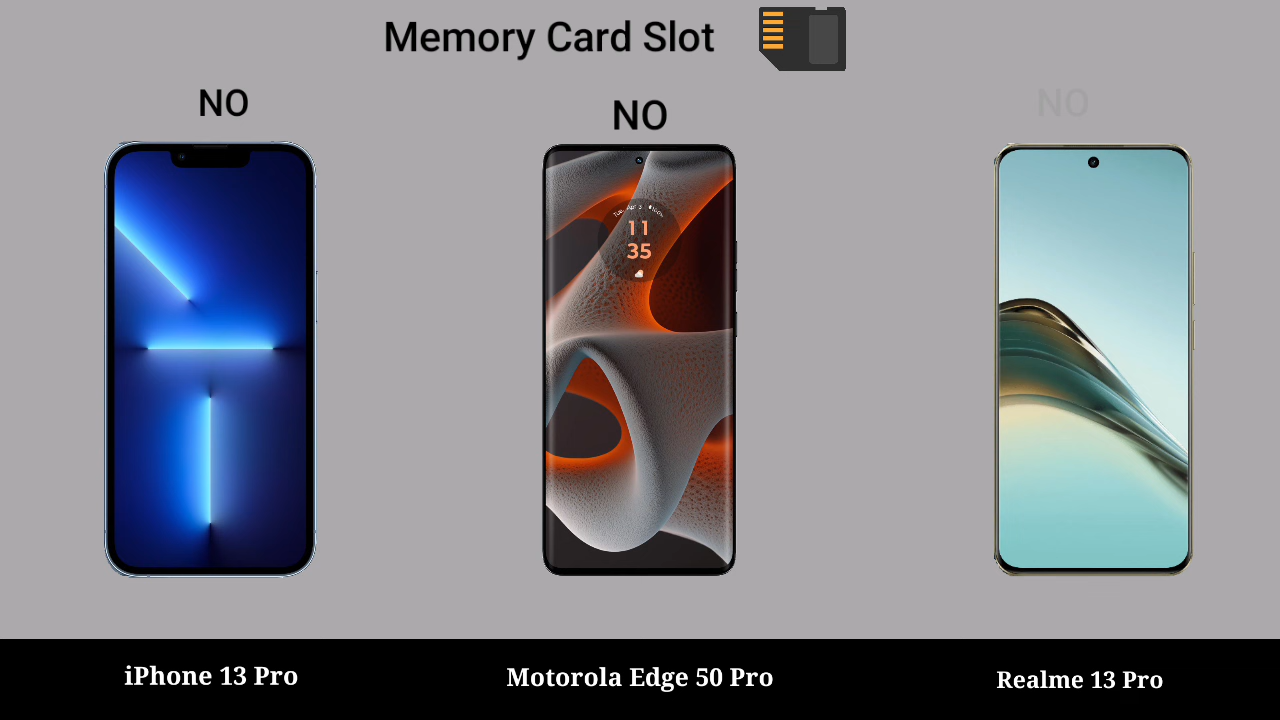 Memory Card Slot
NO
NO
NO
11
35
iPhone 13 Pro
Motorola Edge 50 Pro
Realme 13 Pro